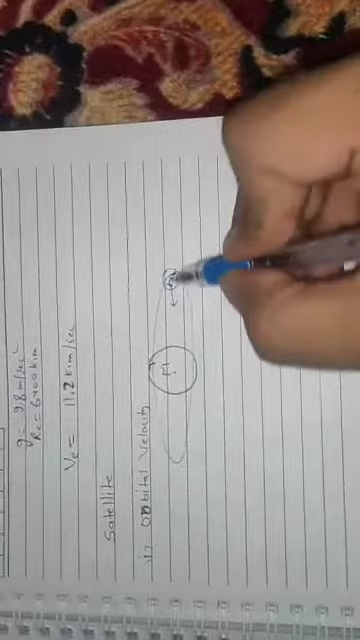 g = 9.8 m/sec²
Re = 6400 km
Ve = 11.2 km/sec
Satellite
i> Orbital Velocity
M
m